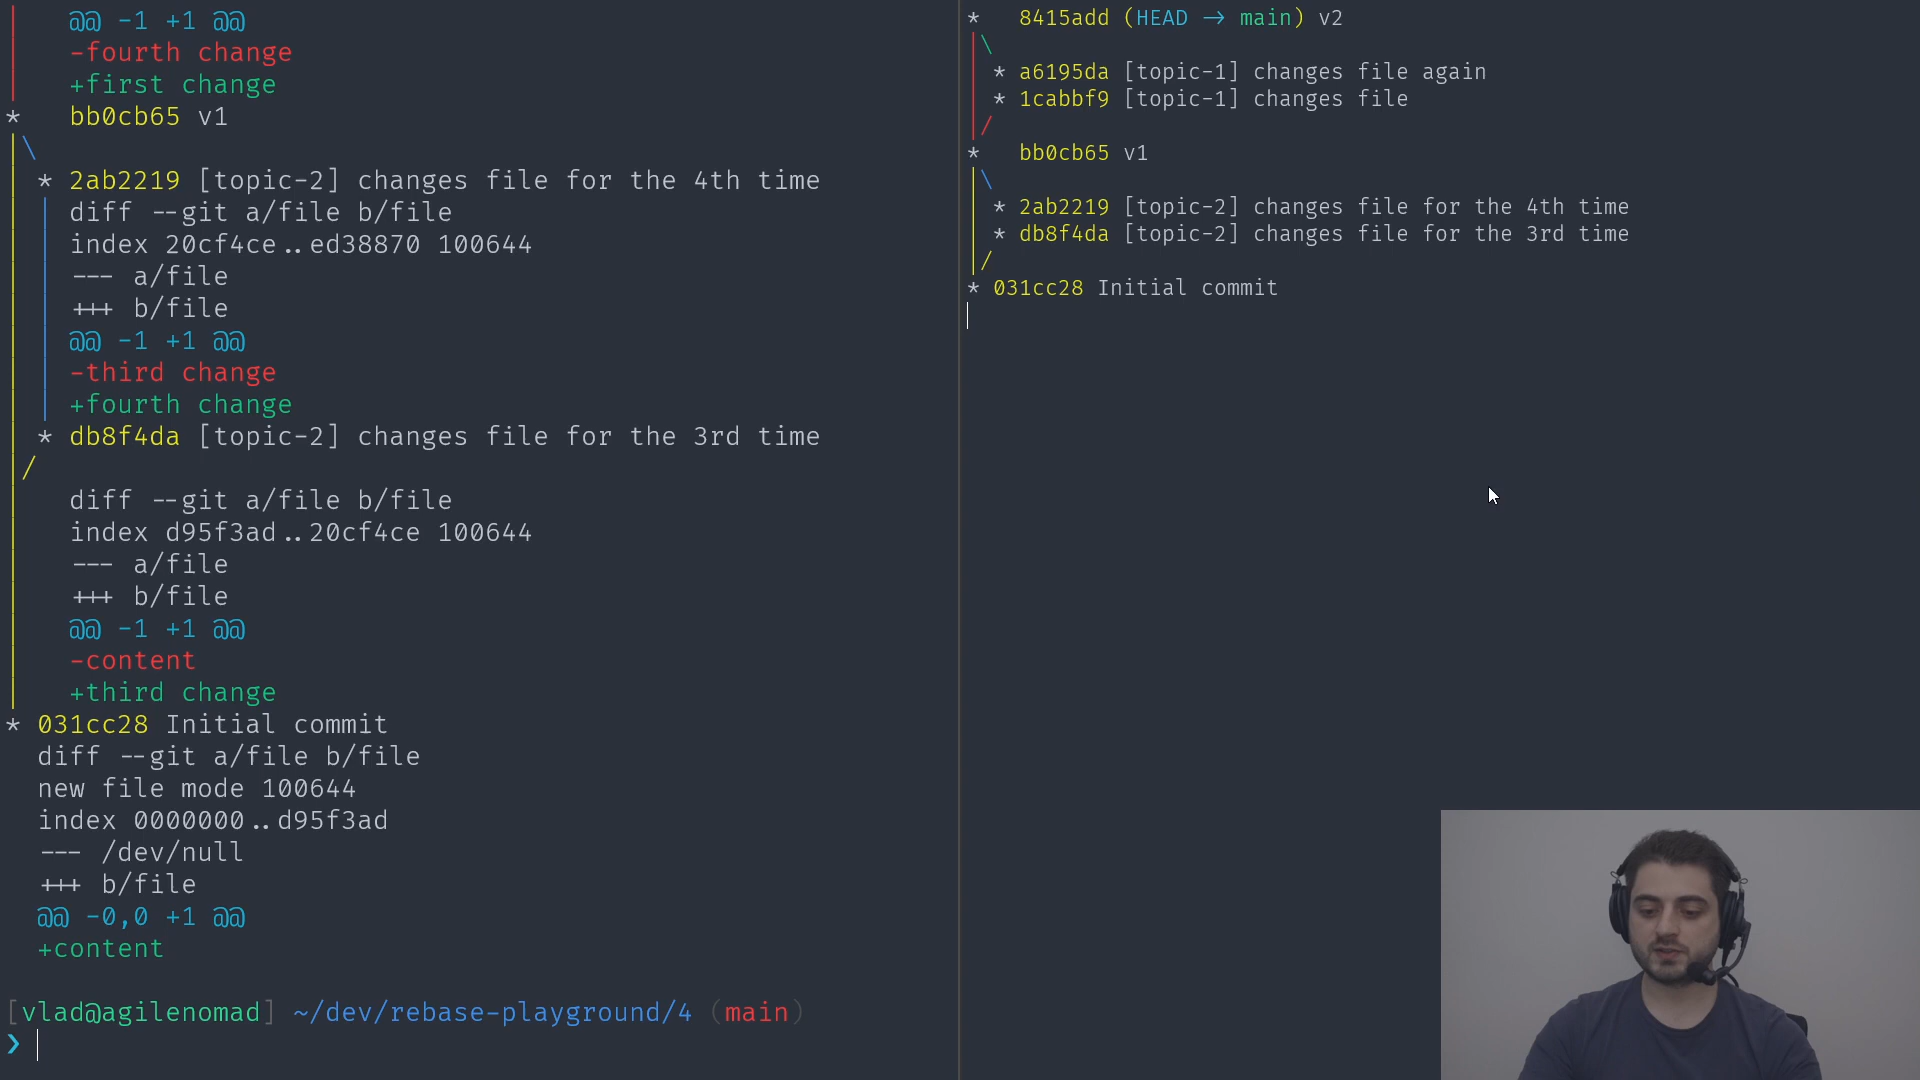 @@ -1 +1 @@
-fourth change
+first change
* bb0cb65 v1
|\
| * 2ab2219 [topic-2] changes file for the 4th time
| | diff --git a/file b/file
| | index 20cf4ce..ed38870 100644
| | --- a/file
| | +++ b/file
| | @@ -1 +1 @@
| | -third change
| | +fourth change
| * db8f4da [topic-2] changes file for the 3rd time
|/
| diff --git a/file b/file
| index d95f3ad..20cf4ce 100644
| --- a/file
| +++ b/file
| @@ -1 +1 @@
| -content
| +third change
* 031cc28 Initial commit
diff --git a/file b/file
new file mode 100644
index 0000000..d95f3ad
--- /dev/null
+++ b/file
@@ -0,0 +1 @@
+content
[vlad@agilenomad] ~/dev/rebase-playground/4 (main)
❯
* 8415add (HEAD -> main) v2
|\
| * a6195da [topic-1] changes file again
| * 1cabbf9 [topic-1] changes file
|/
* bb0cb65 v1
|\
| * 2ab2219 [topic-2] changes file for the 4th time
| * db8f4da [topic-2] changes file for the 3rd time
|/
* 031cc28 Initial commit